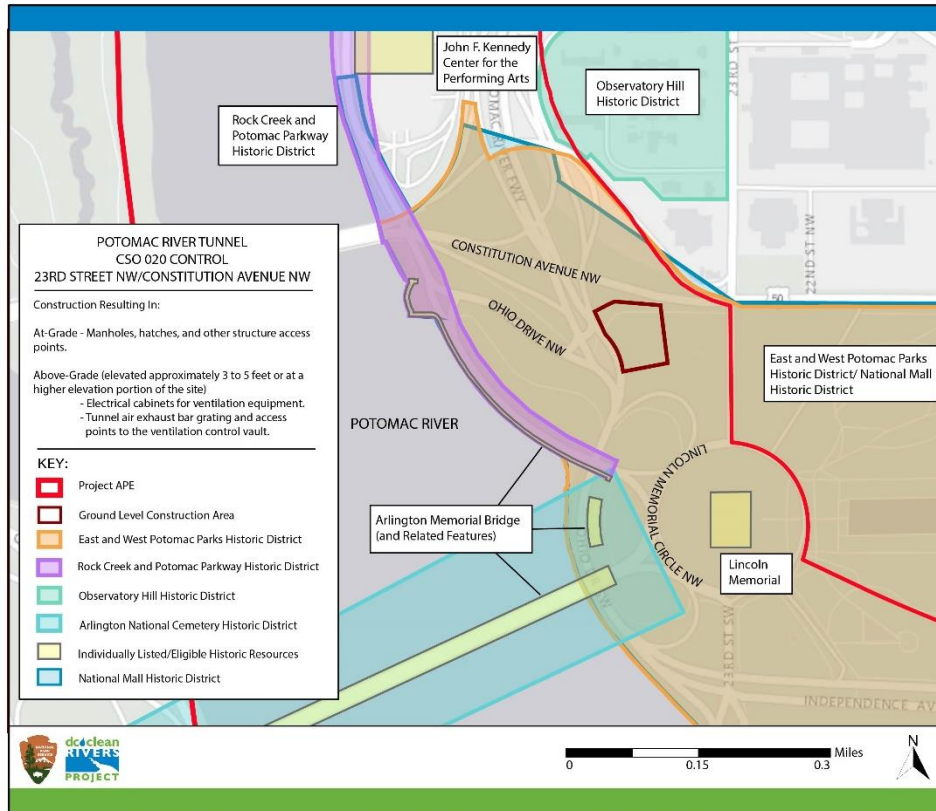 John F. Kennedy
Center for the
Performing Arts
Observatory Hill
Historic District
23RD ST
Rock Creek and
Potomac Parkway
Historic District
POTOMAC RIVER TUNNEL
CSO 020 CONTROL
23RD STREET NW/CONSTITUTION AVENUE NW
Construction Resulting In:
At-Grade - Manholes, hatches, and other structure access
points.
Above-Grade (elevated approximately 3 to 5 feet or at a
higher elevation portion of the site)
- Electrical cabinets for ventilation equipment.
- Tunnel air exhaust bar grating and access
points to the ventilation control vault.
KEY:
Project APE
Ground Level Construction Area
East and West Potomac Parks Historic District
Rock Creek and Potomac Parkway Historic District
Observatory Hill Historic District
Arlington National Cemetery Historic District
Individually Listed/Eligible Historic Resources
National Mall Historic District
RIVER FWY
CONSTITUTION AVENUE NW
OHIO DRIVE NW
22ND ST NW
50
East and West Potomac Parks
Historic District/ National Mall
Historic District
POTOMAC RIVER
LINCOLN MEMORIAL CIRCLE NW
Arlington Memorial Bridge
(and Related Features)
Lincoln
Memorial
23RD ST SW
INDEPENDENCE AV
dc clean
RIVERS
PROJECT
0 0.15 0.3 Miles
N